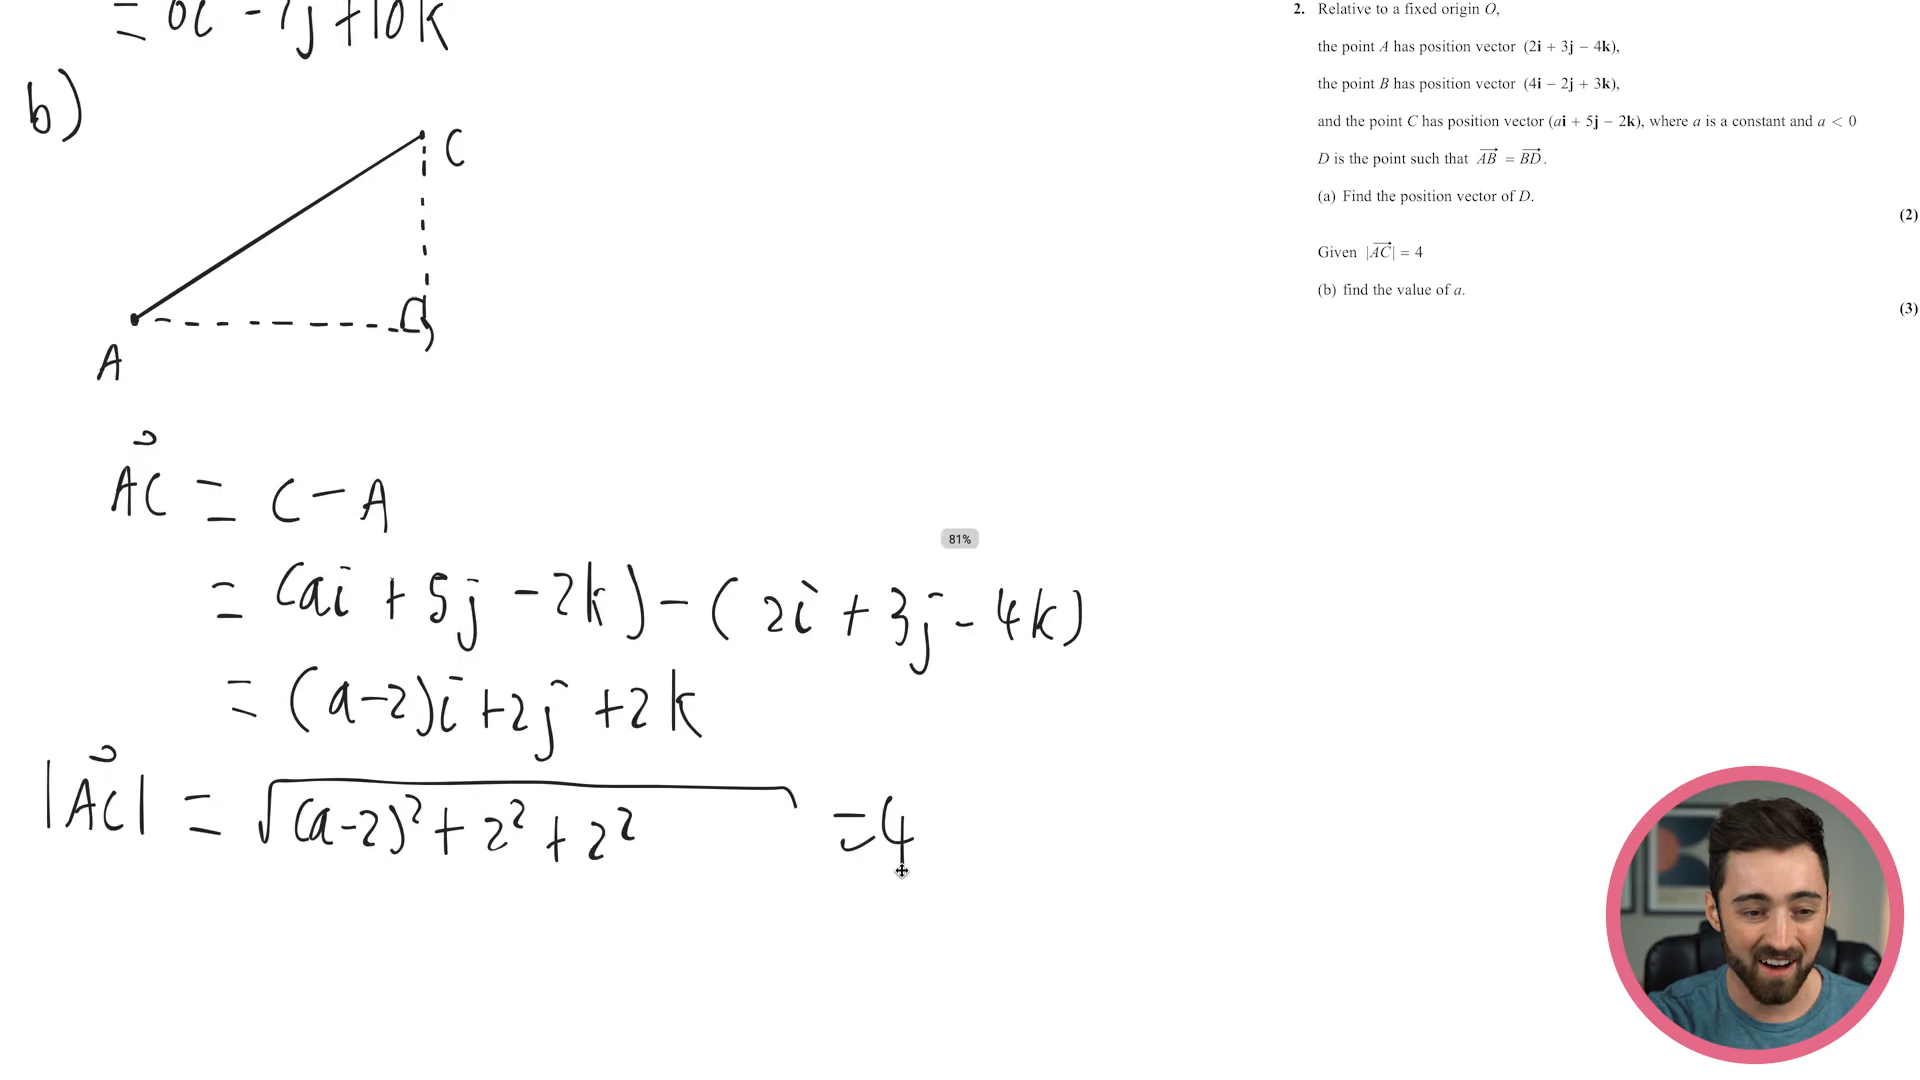 = 6i - 7j + 10k
b)
C
A
AC = C - A
= (ai + 5j - 2k) - (2i + 3j - 4k)
= (a-2)i + 2j + 2k
|AC| = √(a-2)² + 2² + 2² = 4
81%
2. Relative to a fixed origin O,
the point A has position vector (2i + 3j − 4k),
the point B has position vector (4i − 2j + 3k),
and the point C has position vector (ai + 5j − 2k), where a is a constant and a < 0
D is the point such that AB = BD.
(a) Find the position vector of D.
(2)
Given |AC| = 4
(b) find the value of a.
(3)